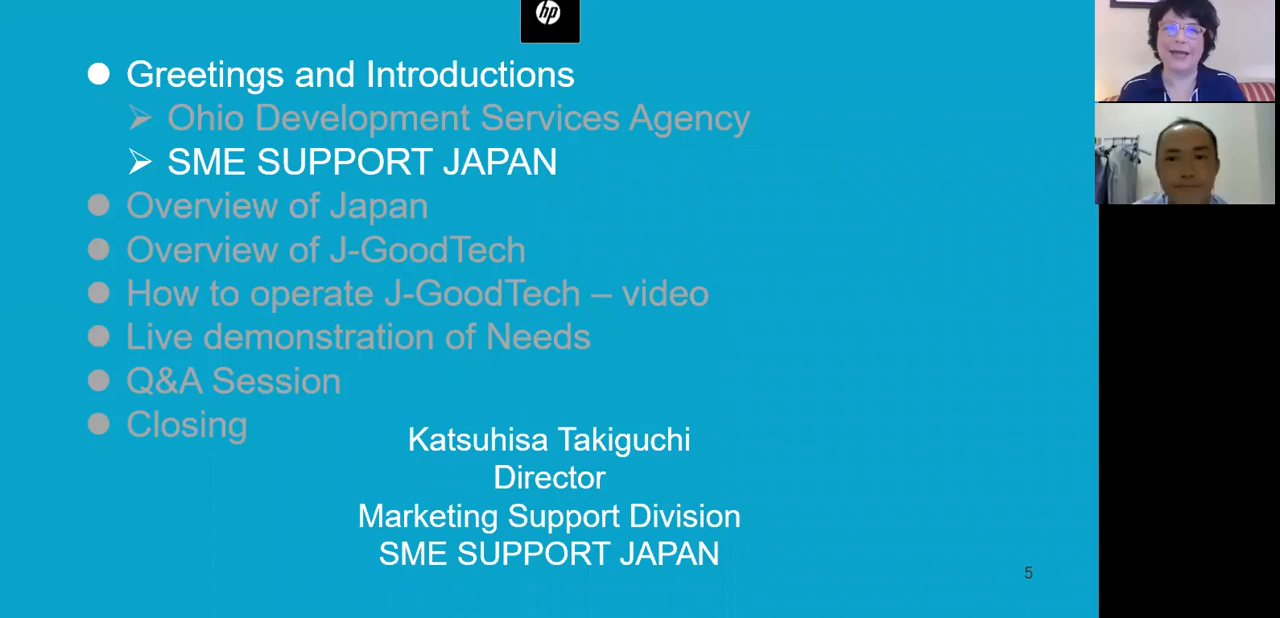 hp
Greetings and Introductions
Ohio Development Services Agency
SME SUPPORT JAPAN
Overview of Japan
Overview of J-GoodTech
How to operate J-GoodTech – video
Live demonstration of Needs
Q&A Session
Closing
Katsuhisa Takiguchi
Director
Marketing Support Division
SME SUPPORT JAPAN
5